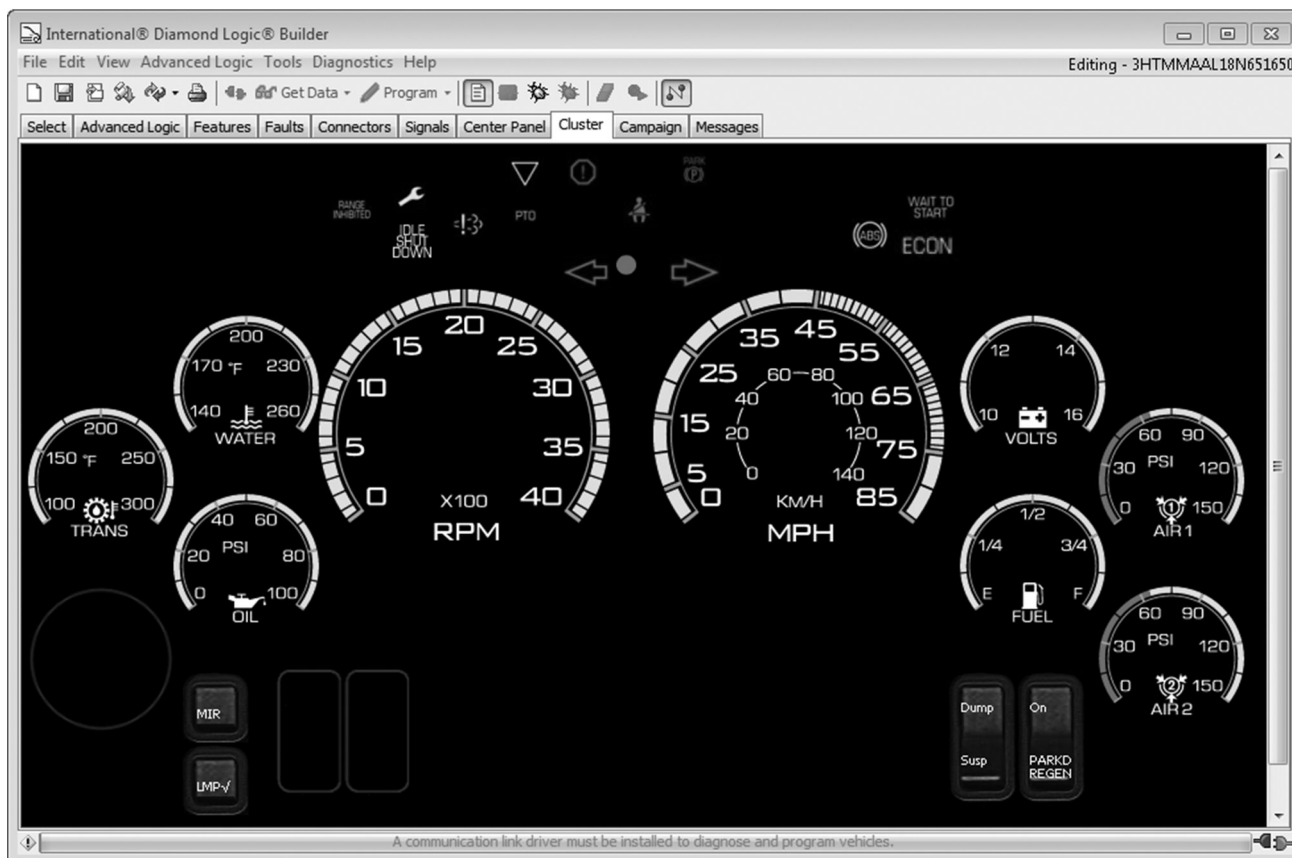 International® Diamond Logic® Builder
File Edit View Advanced Logic Tools Diagnostics Help
Editing - 3HTMMAAL18N651650
Get Data Program
Select Advanced Logic Features Faults Connectors Signals Center Panel Cluster Campaign Messages
PARK
(P)
RANGE
INHIBITED
IDLE
SHUT
DOWN
PTO
WAIT TO
START
ABS
ECON
140 170 200 230 260
°F
WATER
100 150 200 250 300
°F
TRANS
0 20 40 60 80 100
PSI
OIL
0 5 10 15 20 25 30 35 40
X100
RPM
0 5 15 25 35 45 55 65 75 85
0 20 40 60 80 100 120 140
KM/H
MPH
10 12 14 16
VOLTS
E 1/4 1/2 3/4 F
FUEL
0 30 60 90 120 150
PSI
1
AIR 1
0 30 60 90 120 150
PSI
2
AIR 2
MIR
LMP√
Dump
Susp
On
PARKD
REGEN
A communication link driver must be installed to diagnose and program vehicles.